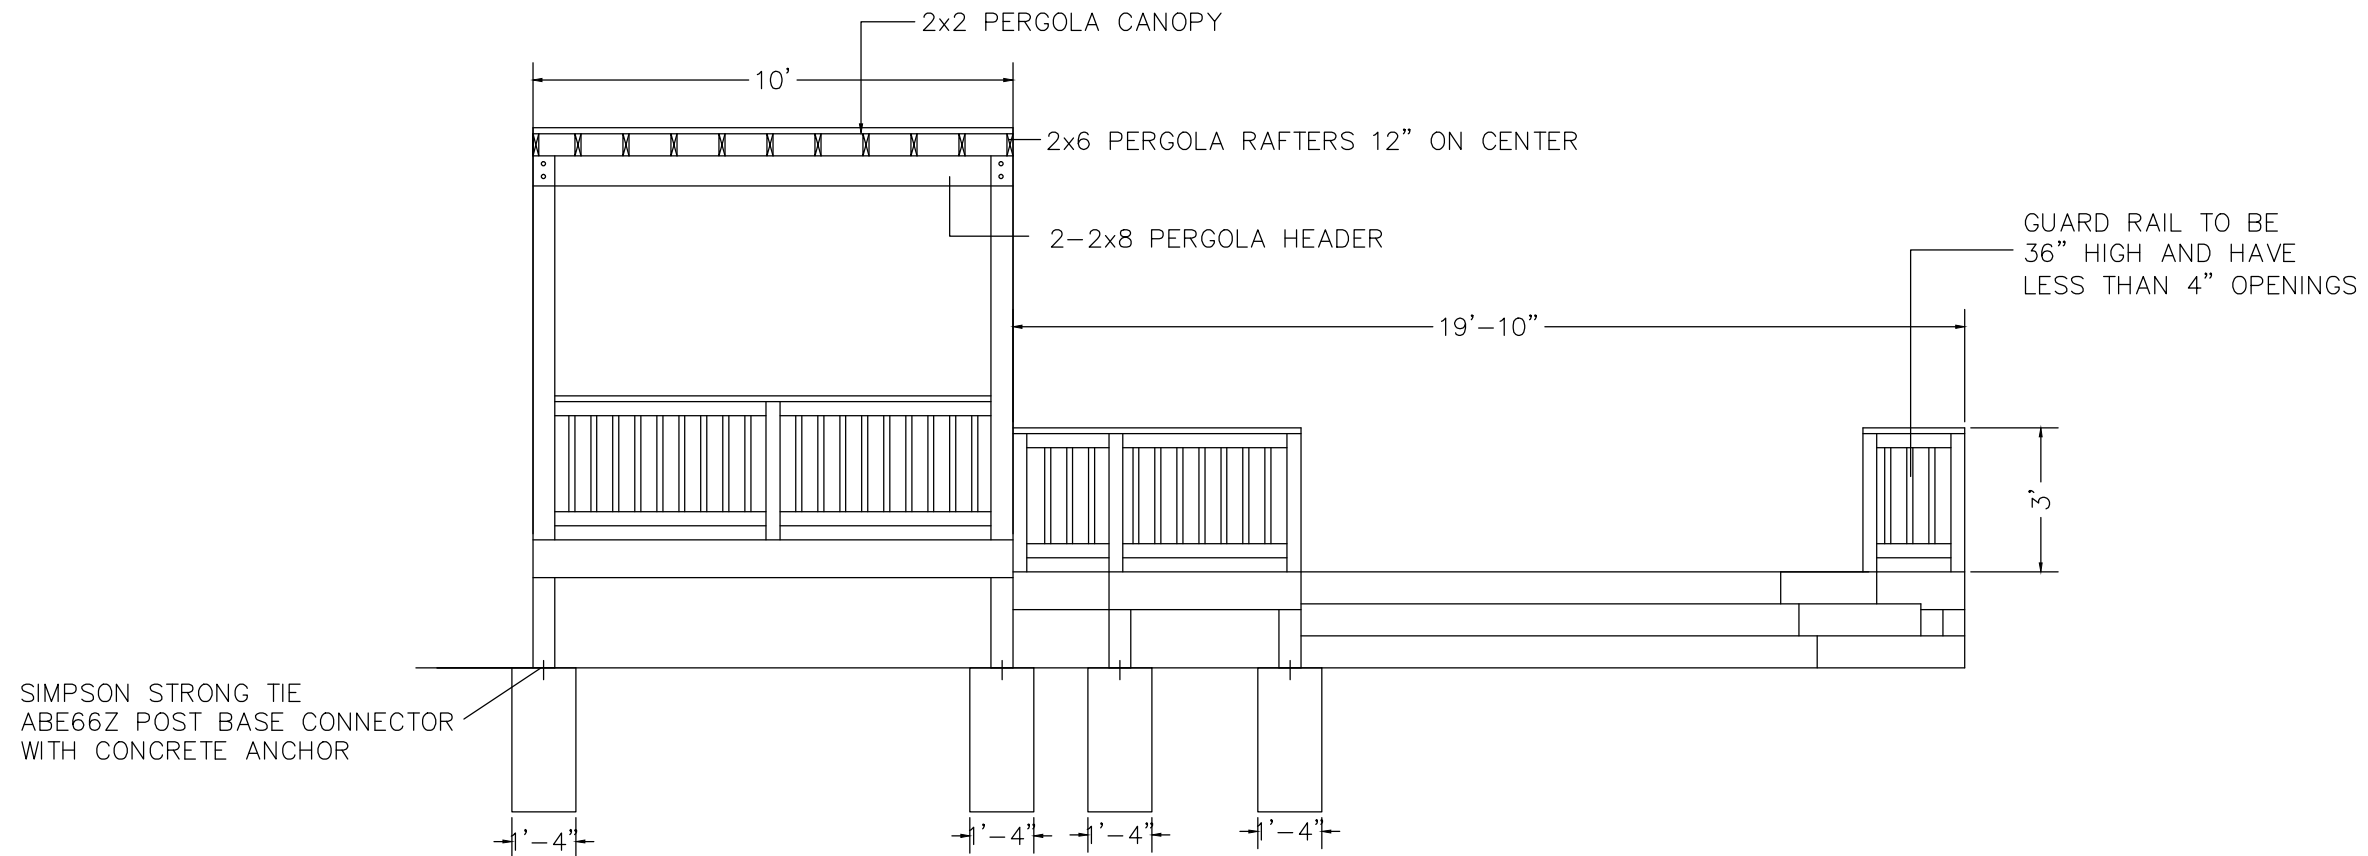 2x2 PERGOLA CANOPY
10'
2x6 PERGOLA RAFTERS 12" ON CENTER
GUARD RAIL TO BE
36" HIGH AND HAVE
LESS THAN 4" OPENINGS
2-2x8 PERGOLA HEADER
19'-10"
3'
SIMPSON STRONG TIE
ABE66Z POST BASE CONNECTOR
WITH CONCRETE ANCHOR
1'-4"
1'-4"
1'-4"
1'-4"